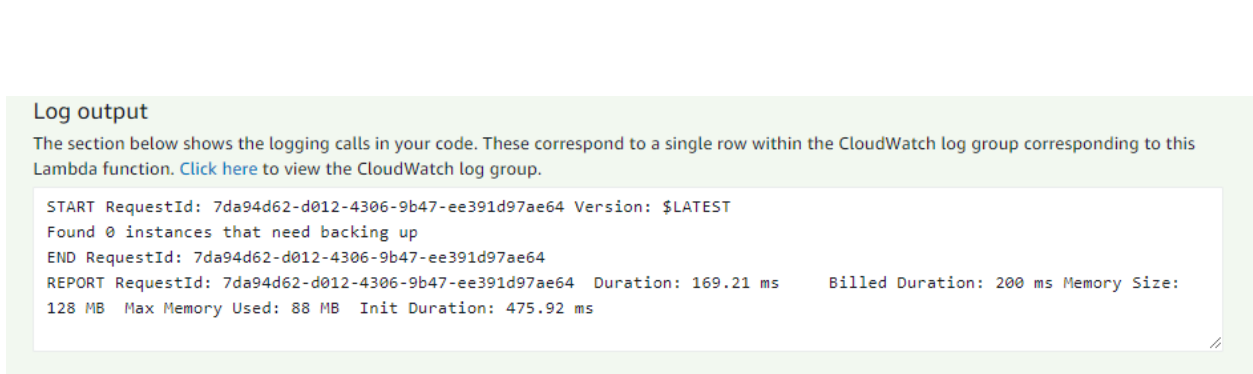 Log output
The section below shows the logging calls in your code. These correspond to a single row within the CloudWatch log group corresponding to this
Lambda function. Click here to view the CloudWatch log group.
START RequestId: 7da94d62-d012-4306-9b47-ee391d97ae64 Version: $LATEST
Found 0 instances that need backing up
END RequestId: 7da94d62-d012-4306-9b47-ee391d97ae64
REPORT RequestId: 7da94d62-d012-4306-9b47-ee391d97ae64  Duration: 169.21 ms     Billed Duration: 200 ms Memory Size:
128 MB  Max Memory Used: 88 MB  Init Duration: 475.92 ms